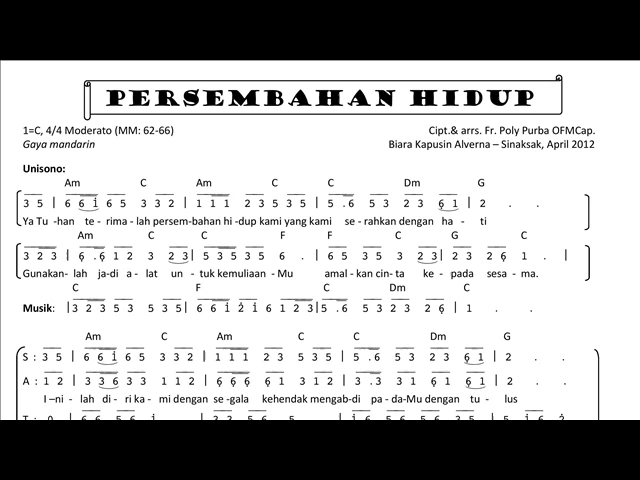 PERSEMBAHAN HIDUP
1=C, 4/4 Moderato (MM: 62-66)
Cipt.& arrs. Fr. Poly Purba OFMCap.
Gaya mandarin
Biara Kapusin Alverna – Sinaksak, April 2012
Unisono:
Am C Am C C Dm G
3 5 | 6 6 i 6 5 3 3 2 | 1 1 1 2 3 5 3 5 | 5 . 6 5 3 2 3 6 1 | 2 . .
Ya Tu -han te - rima -lah persem-bahan hi -dup kami yang kami se - rahkan dengan ha - ti
Am C C F F C G C
3 2 3 | 6 . 6 1 2 3 2 3 | 5 3 5 3 5 6 . | 6 5 3 5 3 2 3 | 2 3 2 6 1 . |
Gunakan- lah ja-di a - lat un - tuk kemuliaan - Mu amal - kan cin-ta ke - pada sesa - ma.
C F C Dm C
Musik: | 3 2 3 5 3 5 3 5 | 6 6 i 2 i 6 1 2 3 | 5 . 6 5 3 2 3 2 6 | 1 . .
Am C Am C C Dm G
S : 3 5 | 6 6 i 6 5 3 3 2 | 1 1 1 2 3 5 3 5 | 5 . 6 5 3 2 3 6 1 | 2 . .
A : 1 2 | 3 3 6 3 3 1 1 2 | 6 6 6 6 1 3 1 3 1 | 3 . 3 3 1 6 1 6 1 | 2 . .
I –ni - lah di - ri ka - mi dengan se-gala kehendak mengab-di pa - da-Mu dengan tu - lus